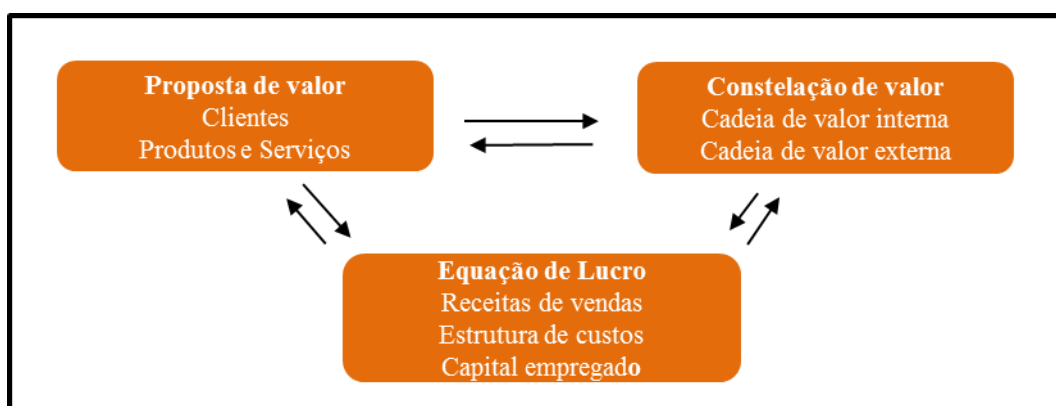 Proposta de valor
Clientes
Produtos e Serviços
Constelação de valor
Cadeia de valor interna
Cadeia de valor externa
Equação de Lucro
Receitas de vendas
Estrutura de custos
Capital empregado